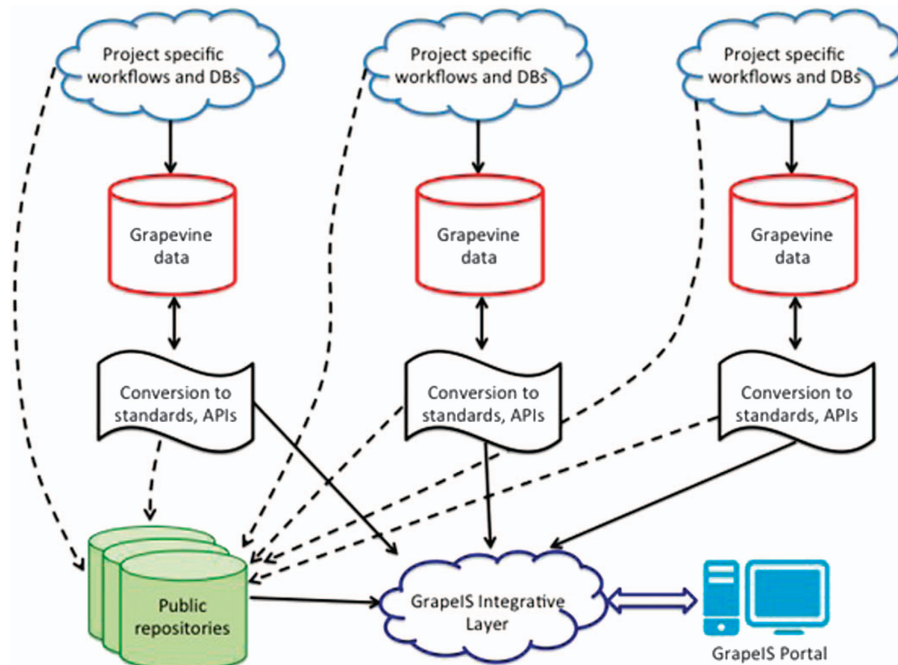 Project specific
workflows and DBs
Project specific
workflows and DBs
Project specific
workflows and DBs
Grapevine
data
Grapevine
data
Grapevine
data
Conversion to
standards, APIs
Conversion to
standards, APIs
Conversion to
standards, APIs
Public
repositories
GrapeIS Integrative
Layer
GrapeIS Portal